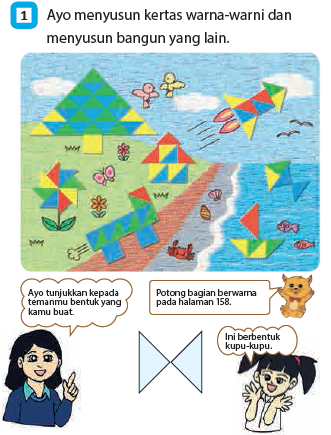 1 Ayo menyusun kertas warna-warni dan
menyusun bangun yang lain.
Ayo tunjukkan kepada
temanmu bentuk yang
kamu buat.
Potong bagian berwarna
pada halaman 158.
Ini berbentuk
kupu-kupu.